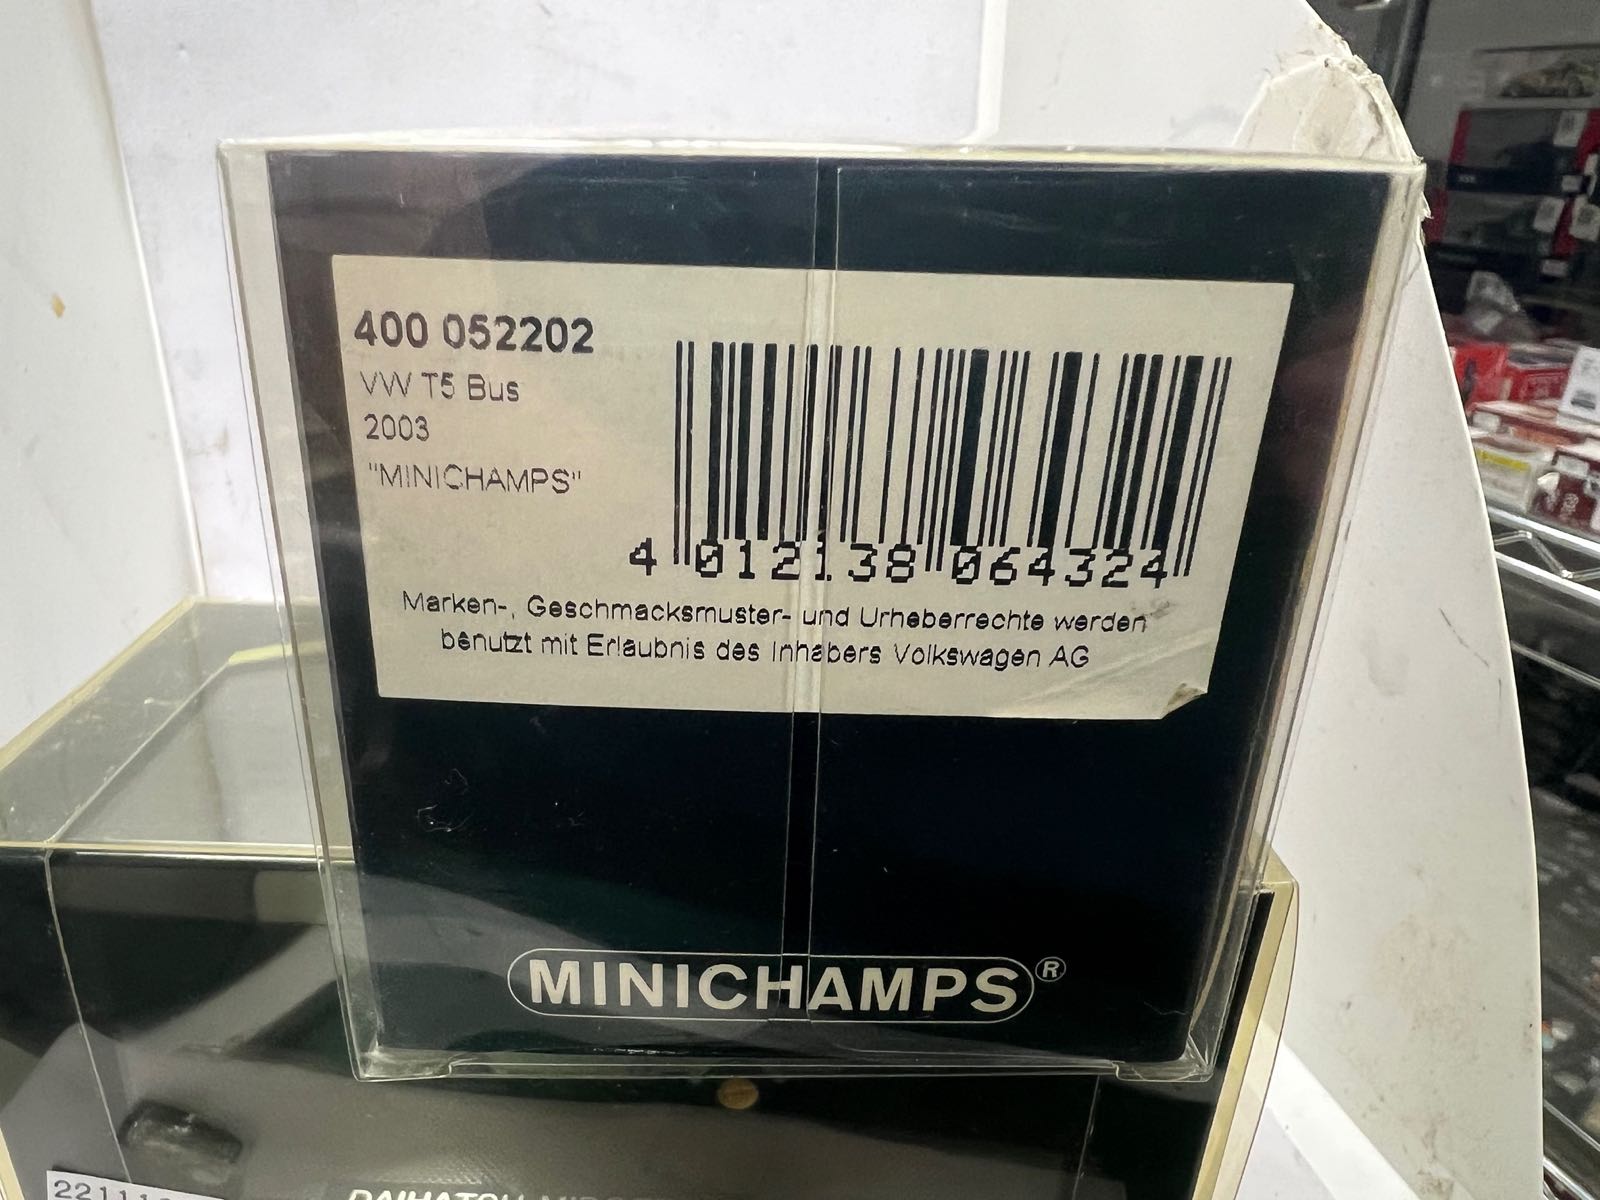 400 052202
VW T5 Bus
2003
"MINICHAMPS"
4 012138 064324
Marken-, Geschmacksmuster- und Urheberrechte werden
benutzt mit Erlaubnis des Inhabers Volkswagen AG
MINICHAMPS®
DAIHATSU